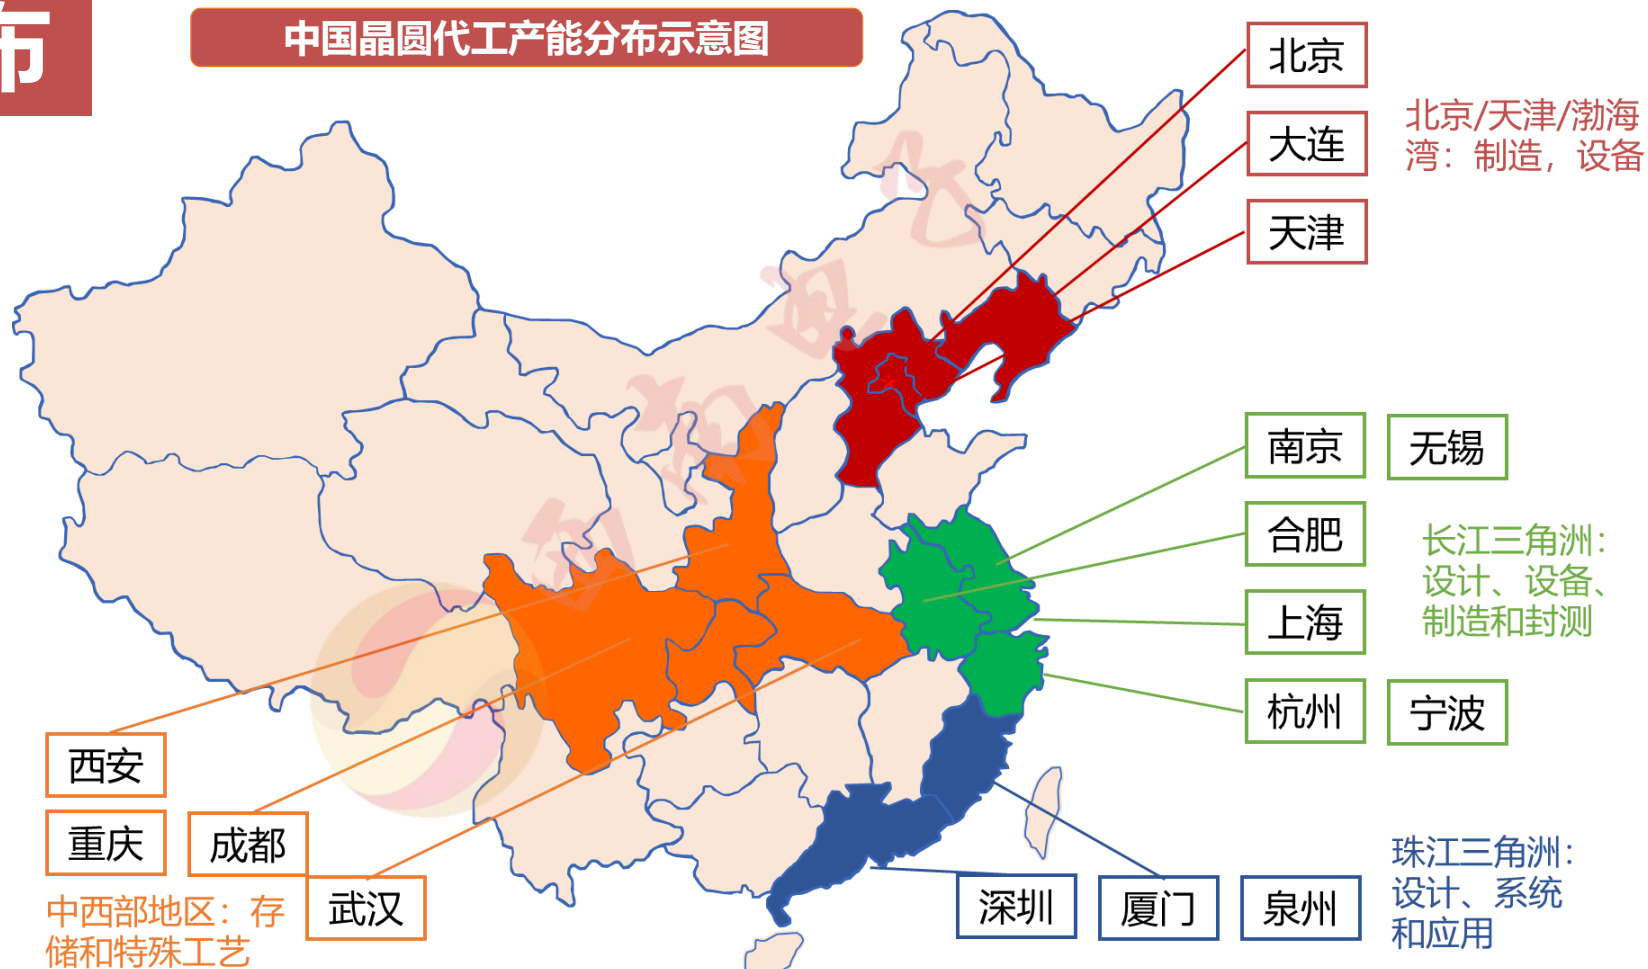 布
中国晶圆代工产能分布示意图
北京
大连
天津
北京/天津/渤海
湾：制造，设备
南京
无锡
合肥
上海
杭州
宁波
长江三角洲：
设计、设备、
制造和封测
西安
重庆
成都
武汉
中西部地区：存
储和特殊工艺
深圳
厦门
泉州
珠江三角洲：
设计、系统
和应用